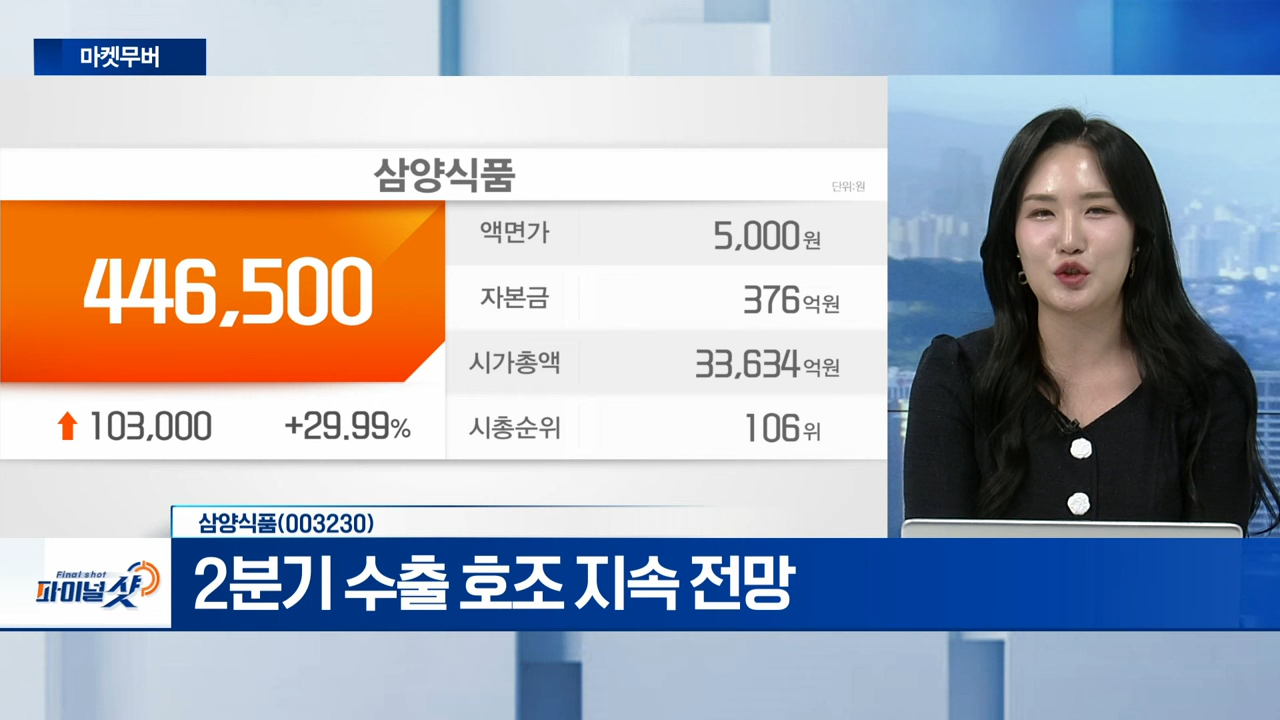 마켓무버
삼양식품
단위:원
446,500
103,000 +29.99%
액면가 5,000원
자본금 376억원
시가총액 33,634억원
시총순위 106위
삼양식품(003230)
Final shot
파이널샷
2분기 수출 호조 지속 전망